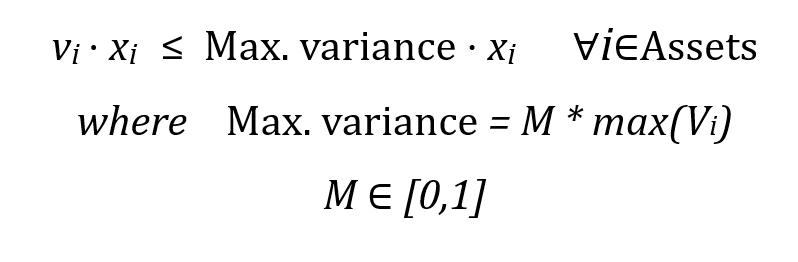 vᵢ · xᵢ ≤ Max. variance · xᵢ ∀i∈Assets
where Max. variance = M * max(Vᵢ)
M ∈ [0,1]